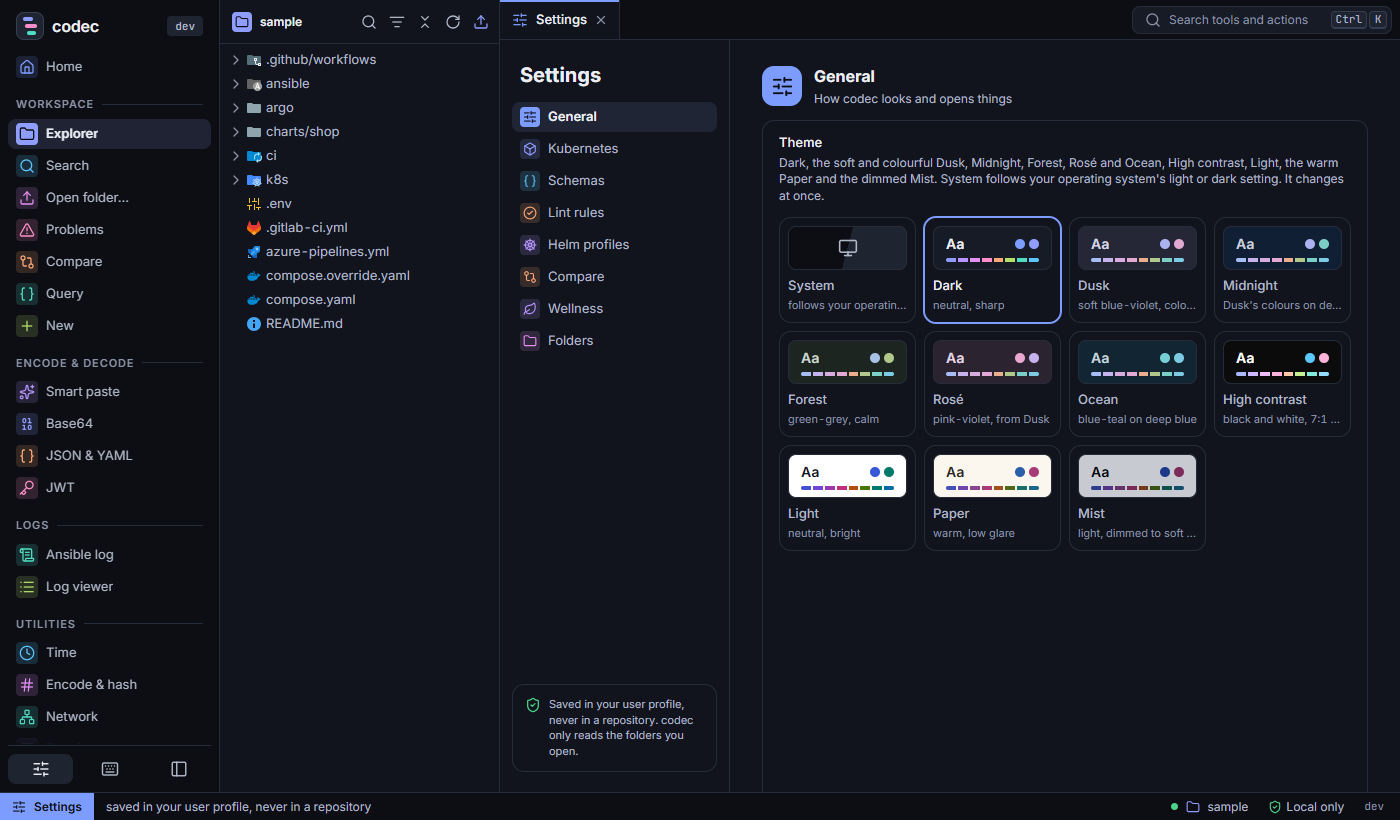 codec
dev
Home
WORKSPACE
Explorer
Search
Open folder...
Problems
Compare
Query
New
ENCODE & DECODE
Smart paste
Base64
JSON & YAML
JWT
LOGS
Ansible log
Log viewer
UTILITIES
Time
Encode & hash
Network
sample
.github/workflows
ansible
argo
charts/shop
ci
k8s
.env
.gitlab-ci.yml
azure-pipelines.yml
compose.override.yaml
compose.yaml
README.md
Settings
Search tools and actions
Ctrl K
Settings
General
Kubernetes
Schemas
Lint rules
Helm profiles
Compare
Wellness
Folders
Saved in your user profile,
never in a repository. codec
only reads the folders you
open.
General
How codec looks and opens things
Theme
Dark, the soft and colourful Dusk, Midnight, Forest, Rosé and Ocean, High contrast, Light, the warm
Paper and the dimmed Mist. System follows your operating system's light or dark setting. It changes
at once.
System
follows your operatin...
Aa
Dark
neutral, sharp
Aa
Dusk
soft blue-violet, colo...
Aa
Midnight
Dusk's colours on de...
Aa
Forest
green-grey, calm
Aa
Rosé
pink-violet, from Dusk
Aa
Ocean
blue-teal on deep blue
Aa
High contrast
black and white, 7:1 ...
Aa
Light
neutral, bright
Aa
Paper
warm, low glare
Aa
Mist
light, dimmed to soft ...
Settings
saved in your user profile, never in a repository
sample
Local only
dev